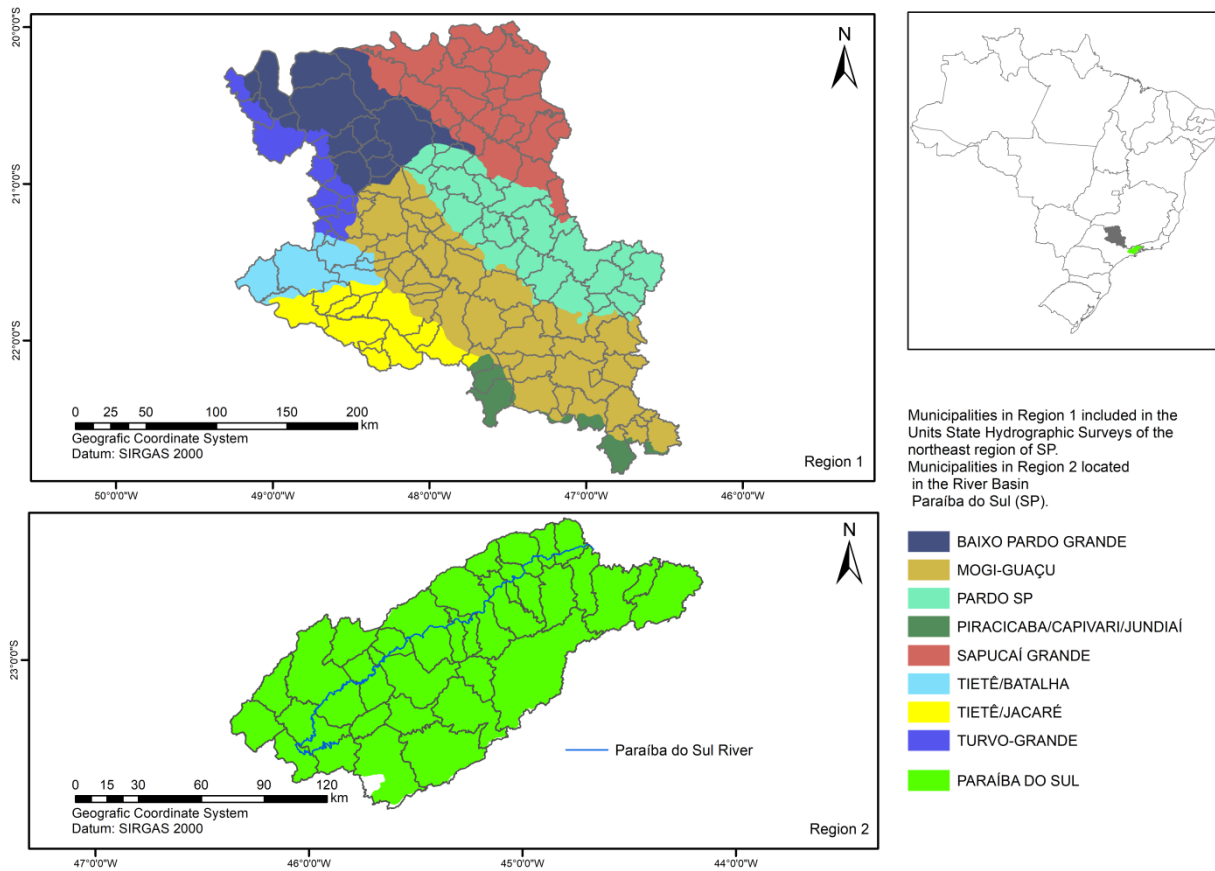 20°0'0"S
21°0'0"S
22°0'0"S
N
0 25 50 100 150 200
km
Geografic Coordinate System
Datum: SIRGAS 2000
Region 1
50°0'0"W 49°0'0"W 48°0'0"W 47°0'0"W 46°0'0"W
N
23°0'0"S
Paraíba do Sul River
0 15 30 60 90 120
km
Geografic Coordinate System
Datum: SIRGAS 2000
Region 2
47°0'0"W 46°0'0"W 45°0'0"W 44°0'0"W
Municipalities in Region 1 included in the
Units State Hydrographic Surveys of the
northeast region of SP.
Municipalities in Region 2 located
in the River Basin
Paraíba do Sul (SP).
BAIXO PARDO GRANDE
MOGI-GUAÇU
PARDO SP
PIRACICABA/CAPIVARI/JUNDIAÍ
SAPUCAÍ GRANDE
TIETÊ/BATALHA
TIETÊ/JACARÉ
TURVO-GRANDE
PARAÍBA DO SUL